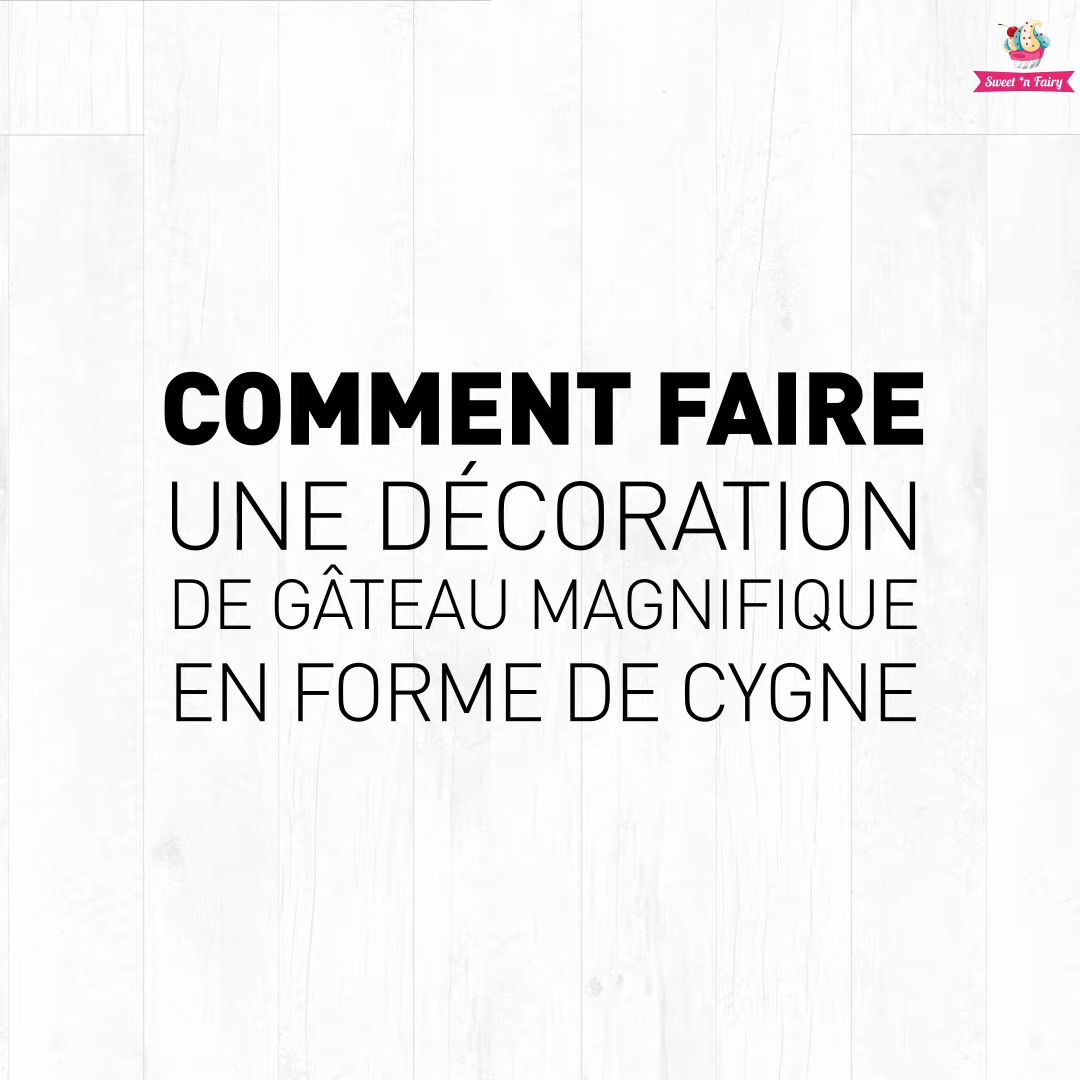 Sweet 'n Fairy
COMMENT FAIRE
UNE DÉCORATION
DE GÂTEAU MAGNIFIQUE
EN FORME DE CYGNE